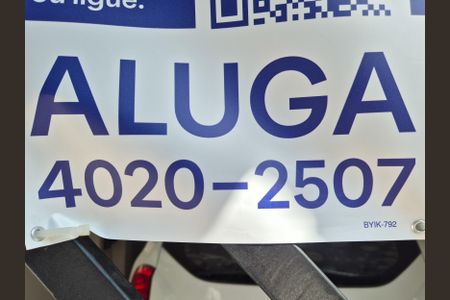 ou ligue.
ALUGA
4020-2507
BYIK-792